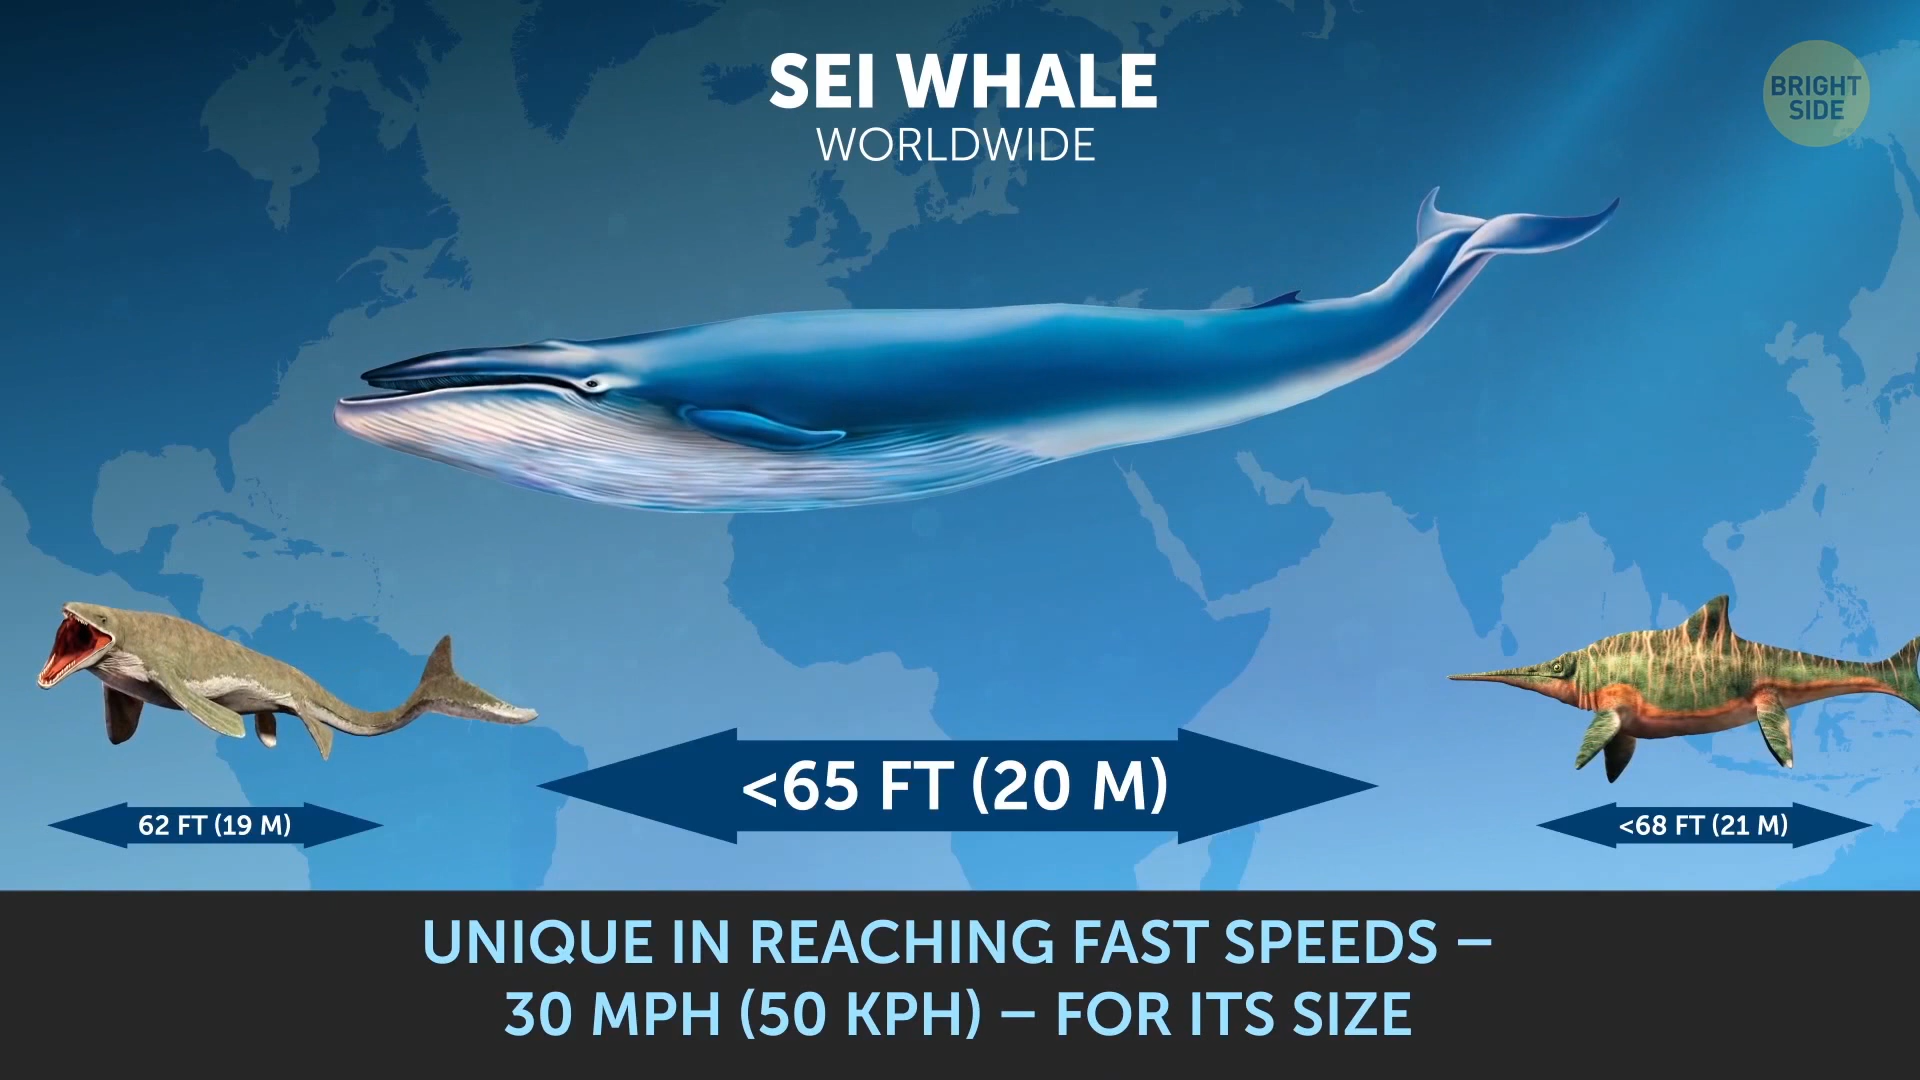 SEI WHALE
WORLDWIDE
BRIGHT
SIDE
<65 FT (20 M)
62 FT (19 M)
<68 FT (21 M)
UNIQUE IN REACHING FAST SPEEDS –
30 MPH (50 KPH) – FOR ITS SIZE